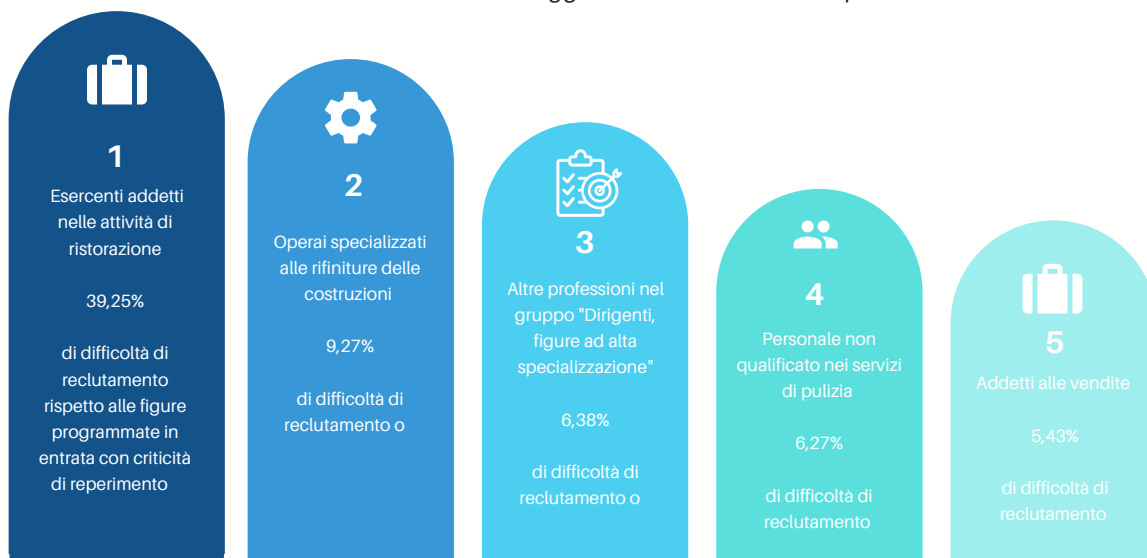 1
Esercenti addetti
nelle attività di
ristorazione
39,25%
di difficoltà di
reclutamento
rispetto alle figure
programmate in
entrata con criticità
di reperimento
2
Operai specializzati
alle rifiniture delle
costruzioni
9,27%
di difficoltà di
reclutamento o
3
Altre professioni nel
gruppo "Dirigenti,
figure ad alta
specializzazione"
6,38%
di difficoltà di
reclutamento o
4
Personale non
qualificato nei servizi
di pulizia
6,27%
di difficoltà di
reclutamento
5
Addetti alle vendite
5,43%
di difficoltà di
reclutamento